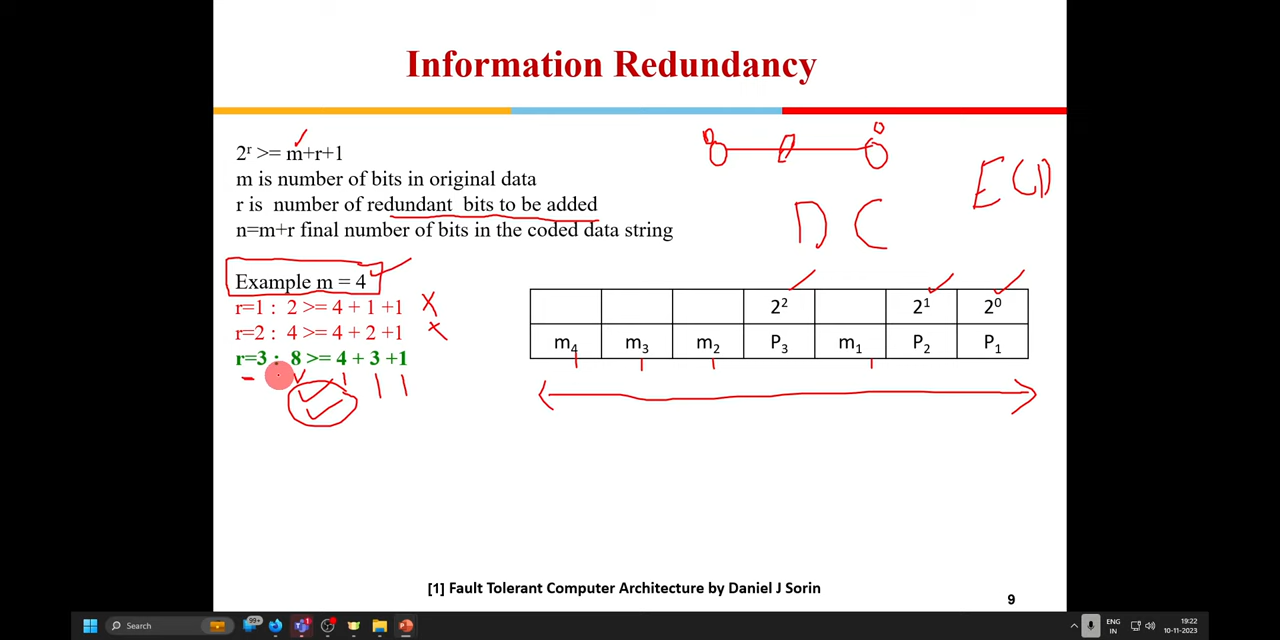 Information Redundancy
2ʳ >= m+r+1
m is number of bits in original data
r is number of redundant bits to be added
n=m+r final number of bits in the coded data string
D C
Example m = 4
r=1 : 2 >= 4 + 1 +1 X
r=2 : 4 >= 4 + 2 +1 X
r=3 : 8 >= 4 + 3 +1
2² 2¹ 2⁰
m₄ m₃ m₂ P₃ m₁ P₂ P₁
[1] Fault Tolerant Computer Architecture by Daniel J Sorin
9
Search
99+
1
ENG
IN
19:22
10-11-2023